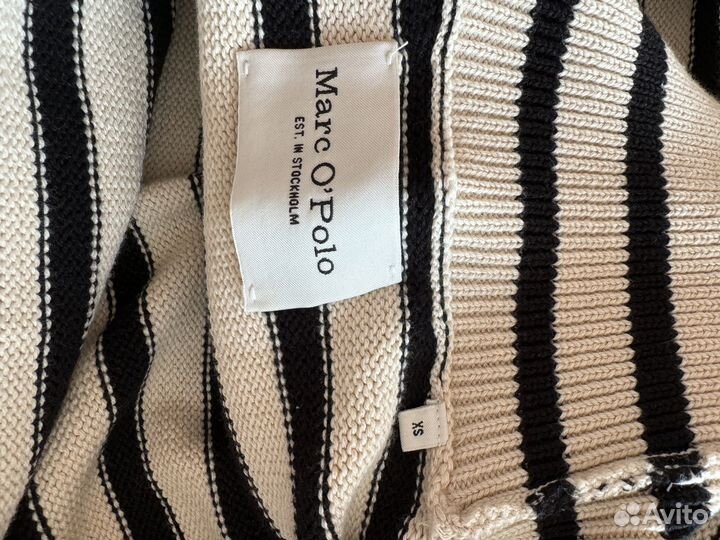 Marc O'Polo
EST. IN STOCKHOLM
XS
Avito